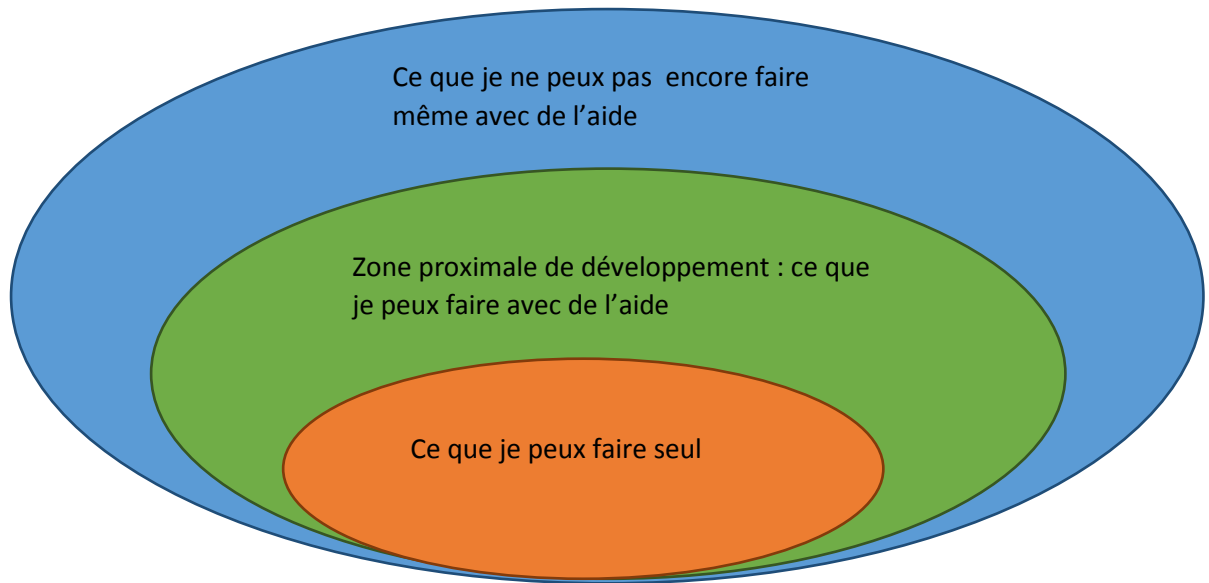 Ce que je ne peux pas  encore faire
même avec de l’aide
Zone proximale de développement : ce que
je peux faire avec de l’aide
Ce que je peux faire seul